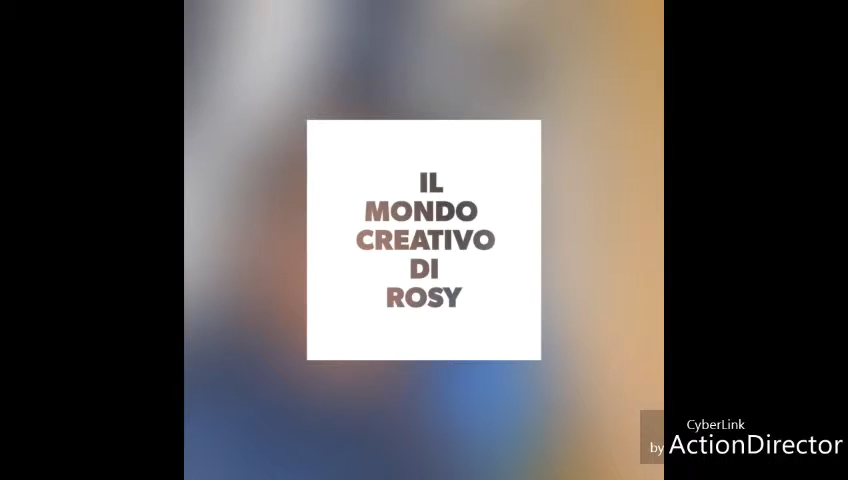 IL
MONDO
CREATIVO
DI
ROSY
CyberLink
by ActionDirector